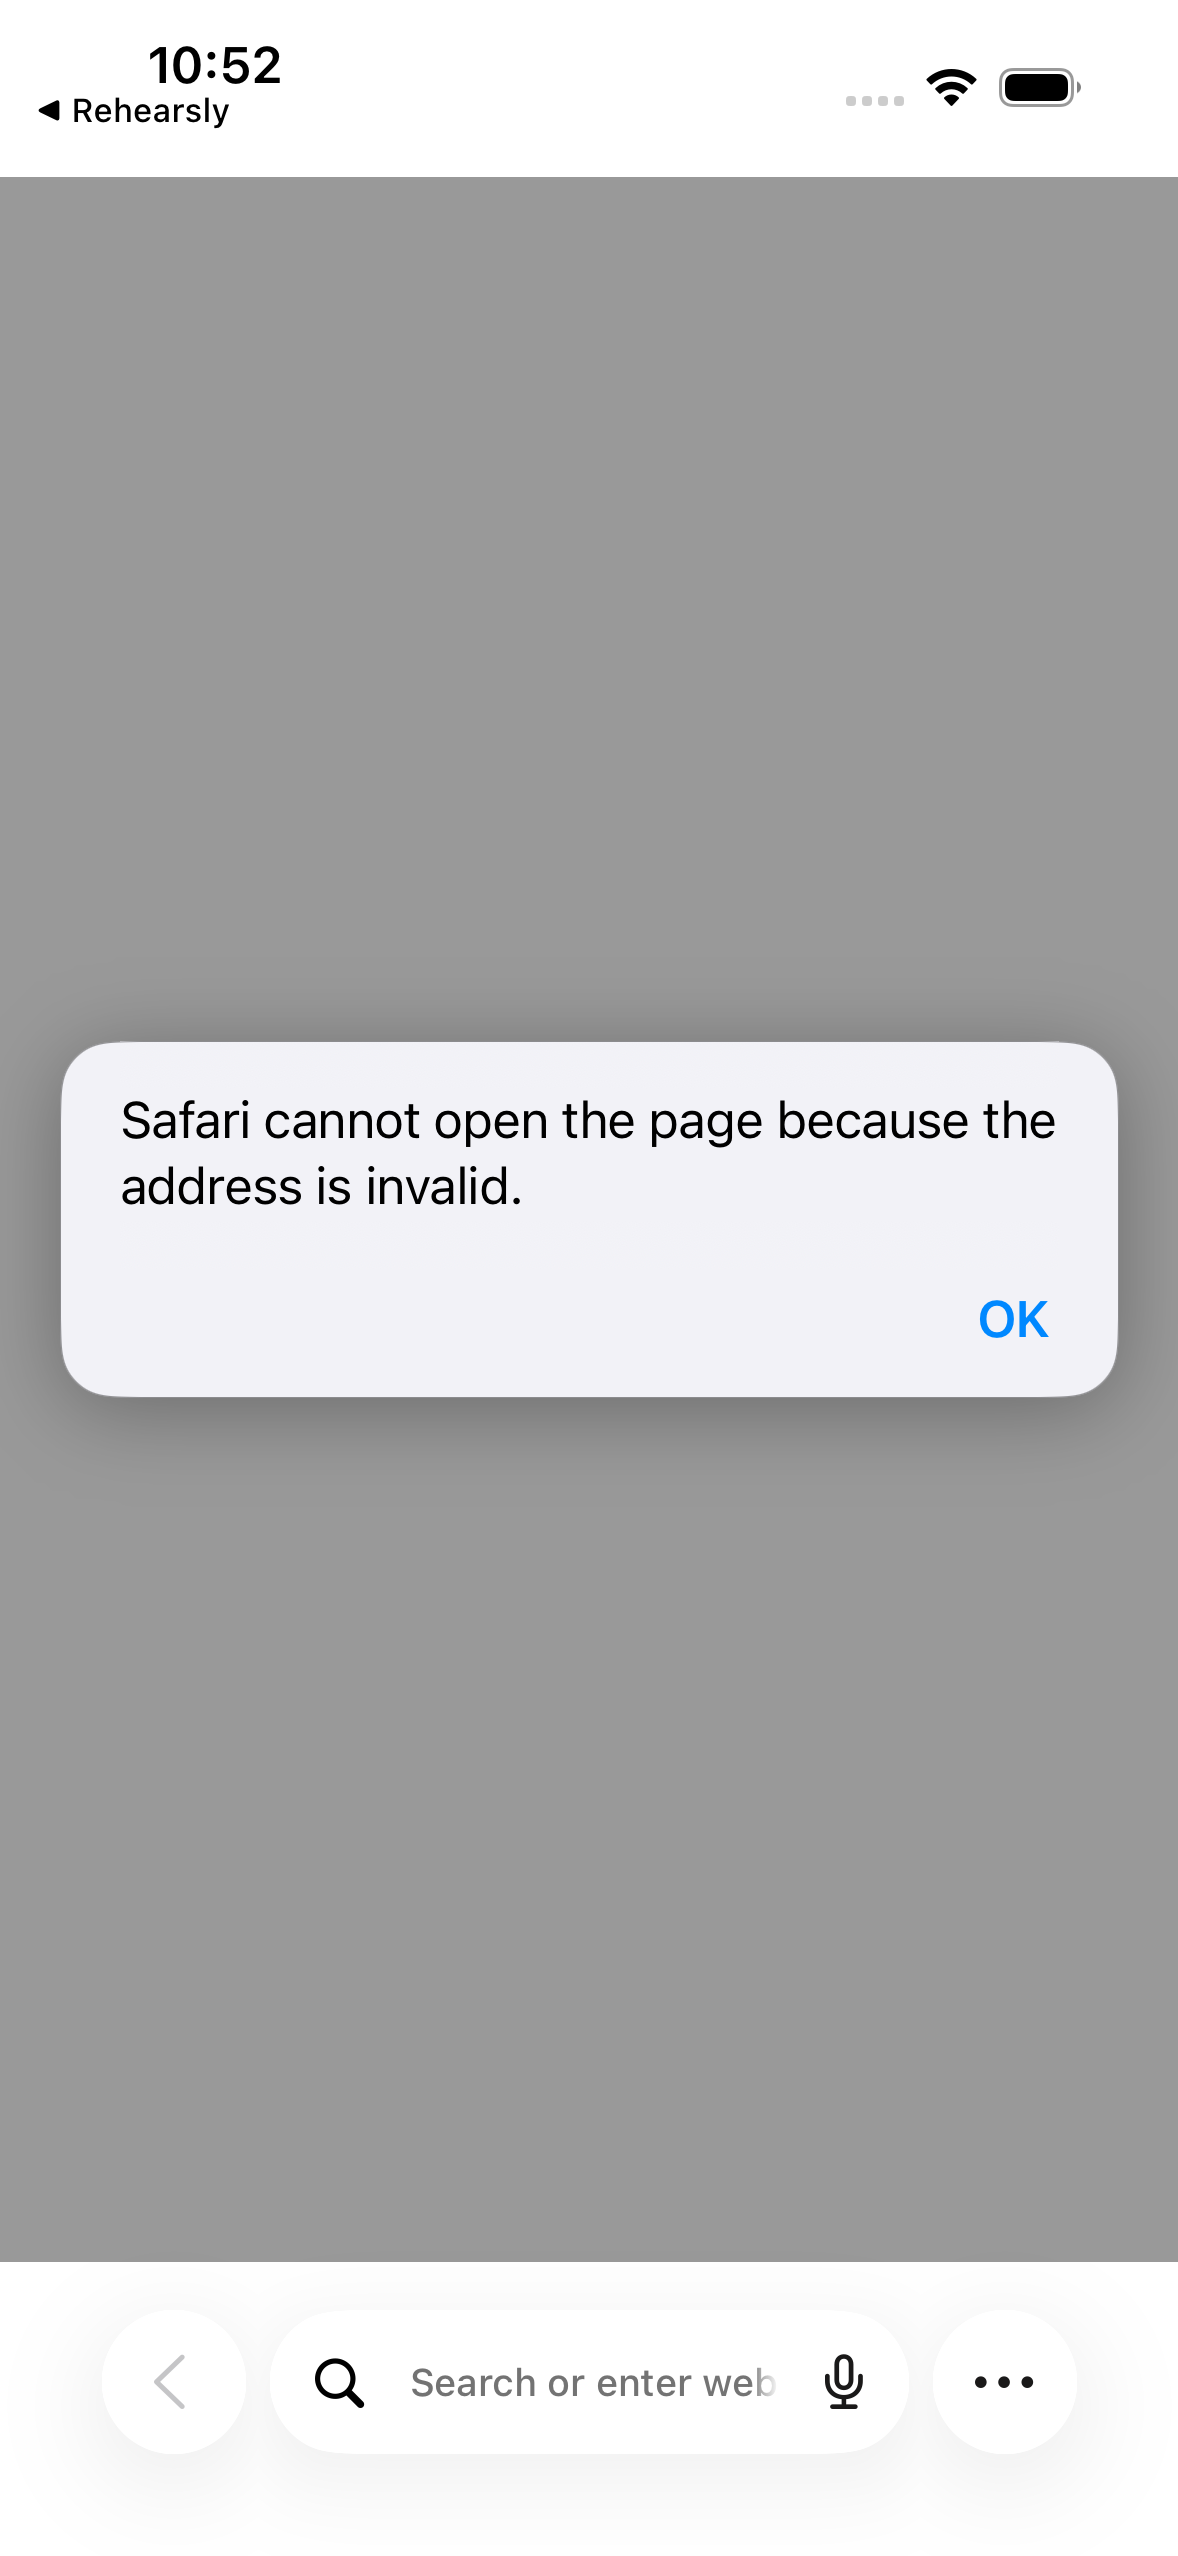 10:52
Rehearsly
Safari cannot open the page because the
address is invalid.
OK
Search or enter web